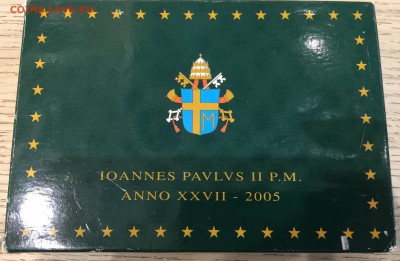 IOANNES PAVLVS II P.M.
ANNO XXVII - 2005
M